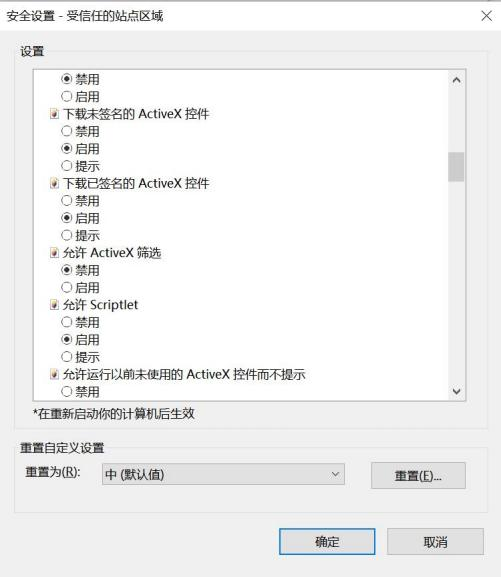 安全设置 - 受信任的站点区域
设置
禁用
启用
下载未签名的 ActiveX 控件
禁用
启用
提示
下载已签名的 ActiveX 控件
禁用
启用
提示
允许 ActiveX 筛选
禁用
启用
允许 Scriptlet
禁用
启用
提示
允许运行以前未使用的 ActiveX 控件而不提示
禁用
*在重新启动你的计算机后生效
重置自定义设置
重置为(R): 中 (默认值) 重置(E)...
确定 取消